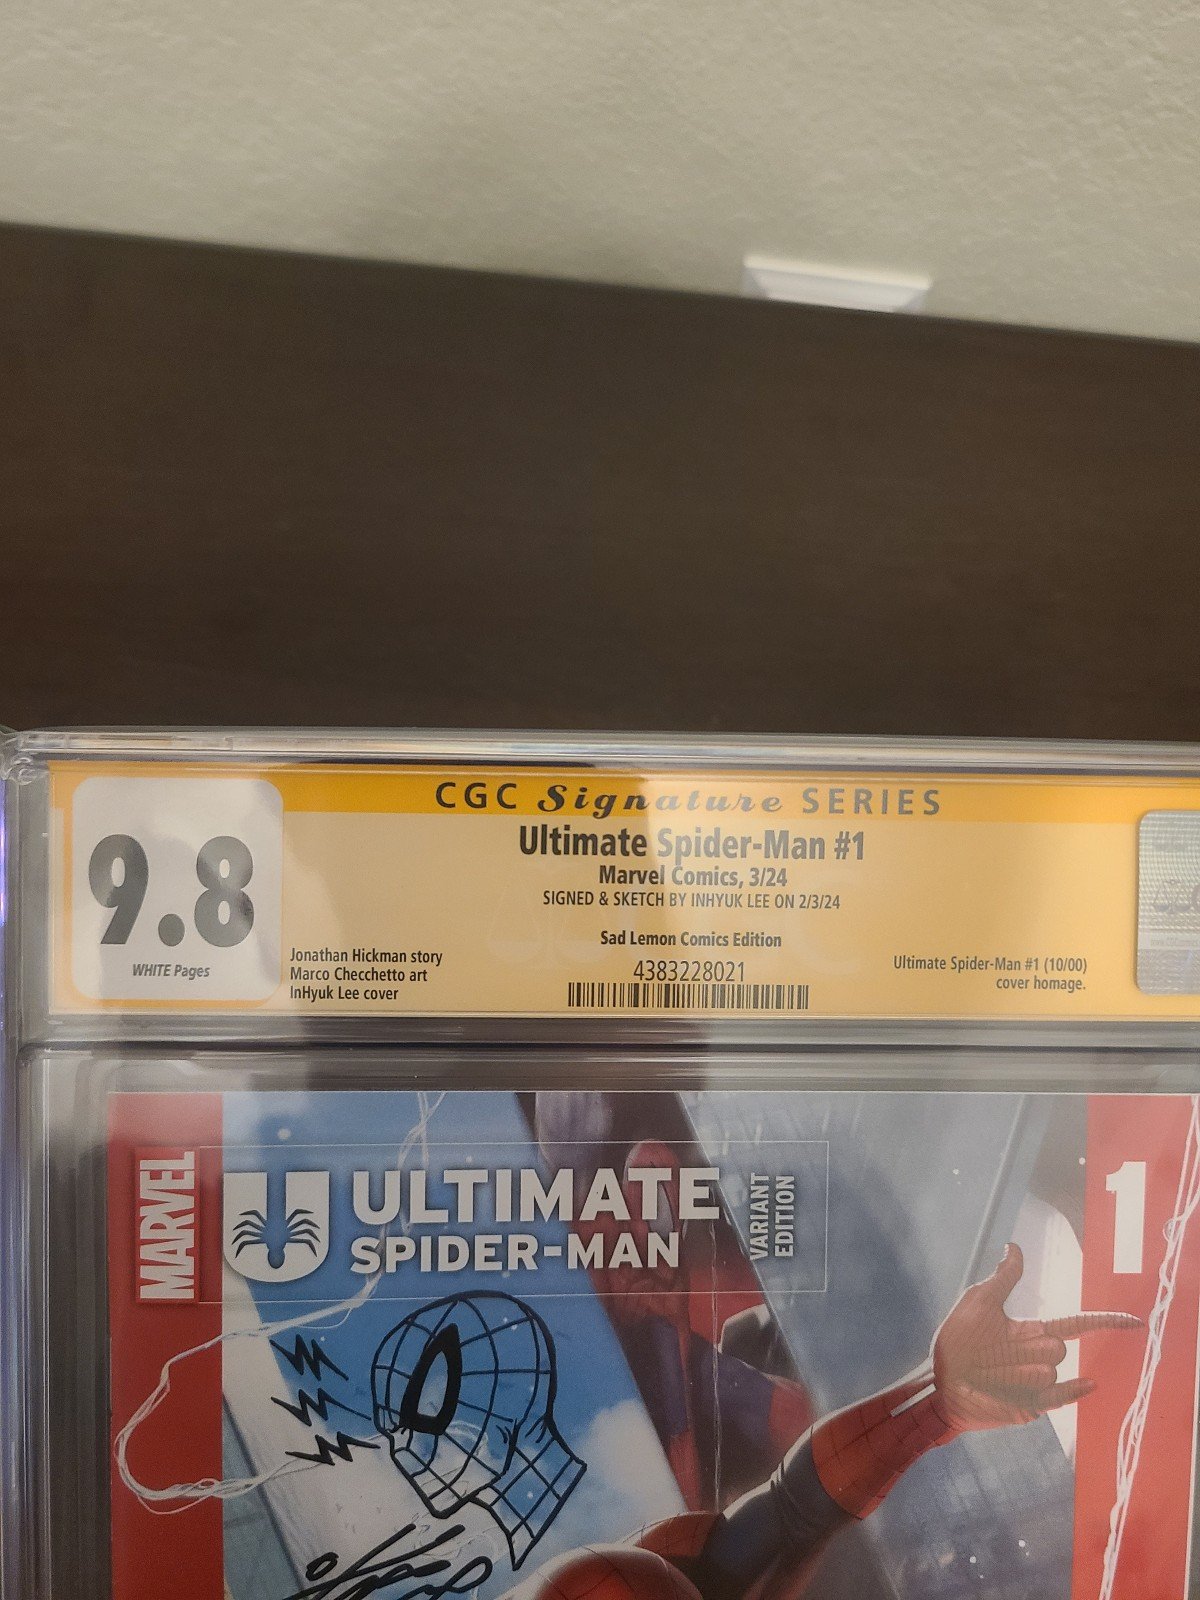 CGC Signature SERIES
9.8
WHITE Pages
Ultimate Spider-Man #1
Marvel Comics, 3/24
SIGNED & SKETCH BY INHYUK LEE ON 2/3/24
Sad Lemon Comics Edition
Jonathan Hickman story
Marco Checchetto art
InHyuk Lee cover
4383228021
Ultimate Spider-Man #1 (10/00)
cover homage.
MARVEL
U
ULTIMATE
SPIDER-MAN
VARIANT
EDITION
1